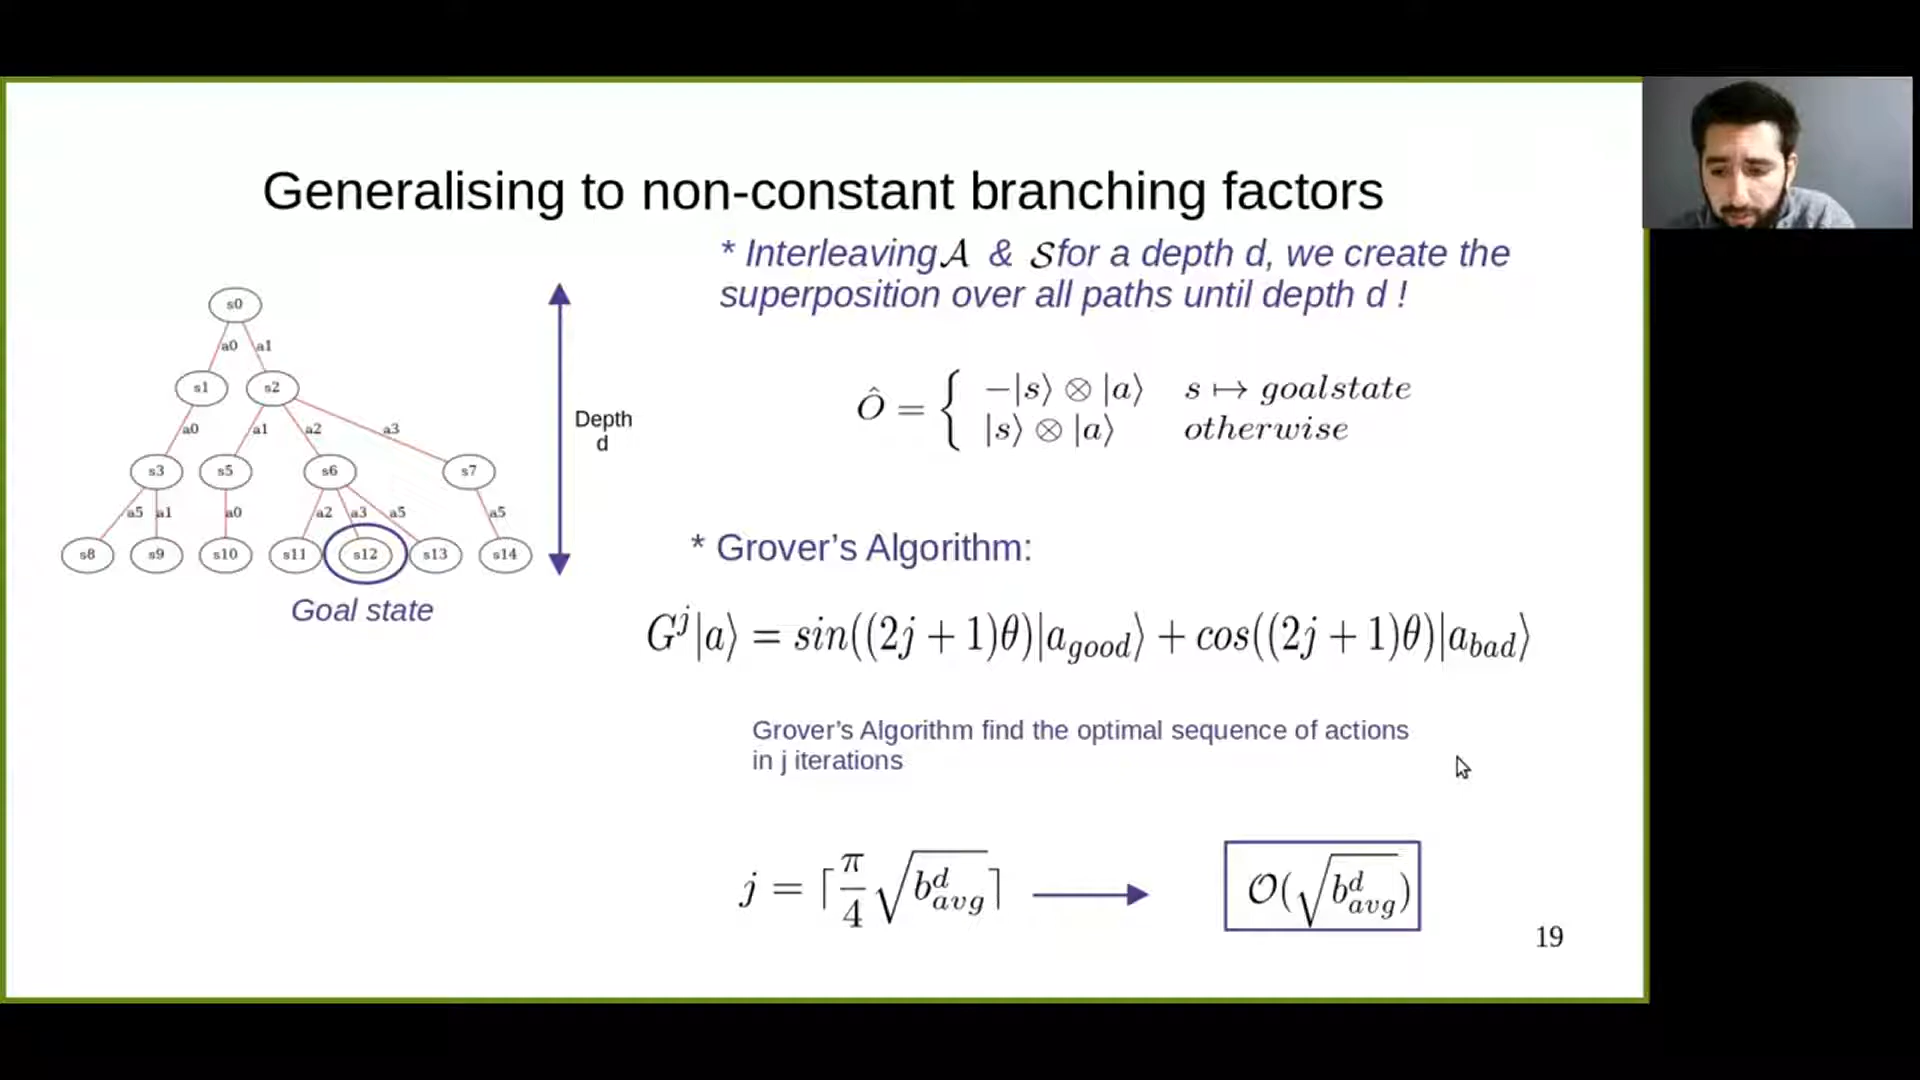 Generalising to non-constant branching factors
* Interleaving 𝒜 & 𝒮 for a depth d, we create the
superposition over all paths until depth d !
s0
a0 a1
s1 s2
a0 a1 a2 a3
s3 s5 s6 s7
a5 a1 a0 a2 a3 a5 a5
s8 s9 s10 s11 s12 s13 s14
Goal state
Depth
d
Ô = { −|s⟩ ⊗ |a⟩ s ↦ goalstate
|s⟩ ⊗ |a⟩ otherwise
* Grover’s Algorithm:
G^j|a⟩ = sin((2j + 1)θ)|a_good⟩ + cos((2j + 1)θ)|a_bad⟩
Grover’s Algorithm find the optimal sequence of actions
in j iterations
j = ⌈π/4 √(b_avg^d)⌉ → 𝒪(√(b_avg^d))
19